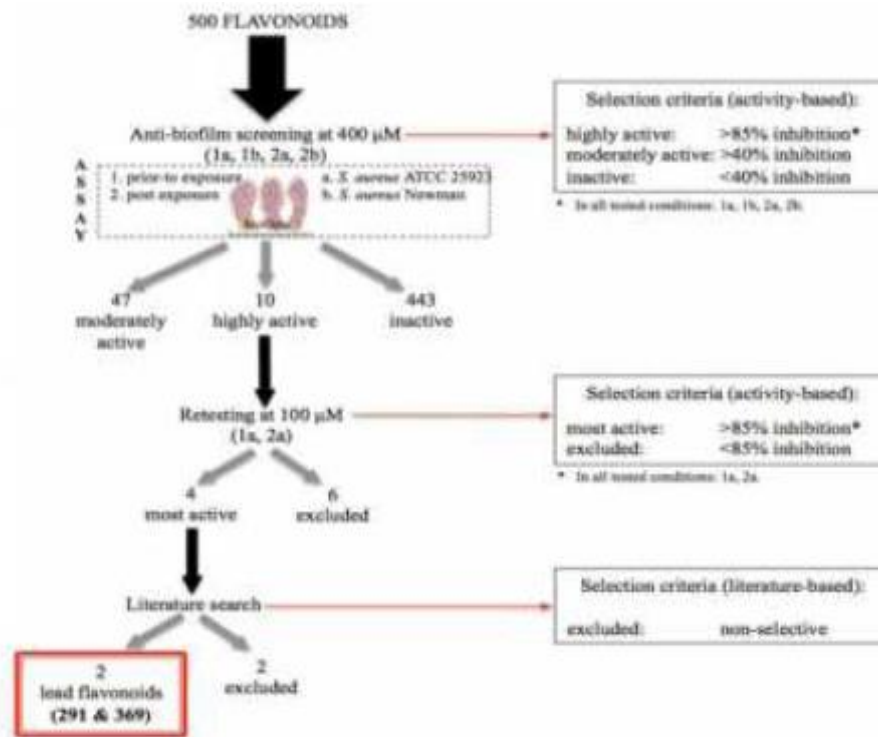 500 FLAVONOIDS
Anti-biofilm screening at 400 µM
(1a, 1b, 2a, 2b)
ASSAY
1. prior-to exposure
2. post exposure
a. S. aureus ATCC 25923
b. S. aureus Newman
Selection criteria (activity-based):
highly active: >85% inhibition*
moderately active: >40% inhibition
inactive: <40% inhibition
* In all tested conditions: 1a, 1b, 2a, 2b.
47
moderately
active
10
highly active
443
inactive
Retesting at 100 µM
(1a, 2a)
Selection criteria (activity-based):
most active: >85% inhibition*
excluded: <85% inhibition
* In all tested conditions: 1a, 2a.
4
most active
6
excluded
Literature search
Selection criteria (literature-based):
excluded: non-selective
2
lead flavonoids
(291 & 369)
2
excluded